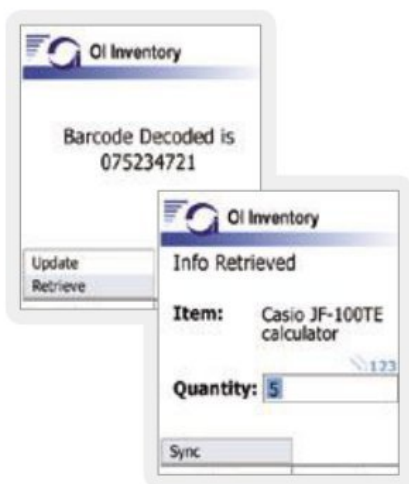 OI Inventory
Barcode Decoded is
075234721
Update
Retrieve
OI Inventory
Info Retrieved
Item: Casio JF-100TE
calculator
123
Quantity: 5
Sync